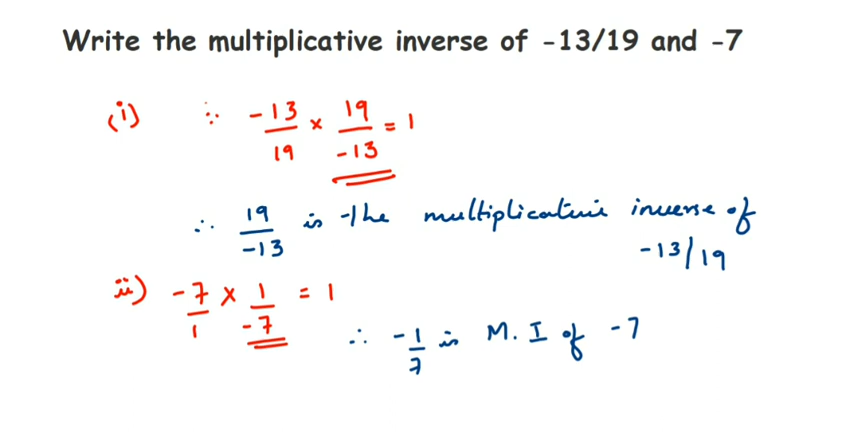 Write the multiplicative inverse of -13/19 and -7
(i) ∵ -13/19 × 19/-13 = 1
∴ 19/-13 is the multiplicative inverse of
-13/19
ii) -7/1 × 1/-7 = 1
∴ -1/7 is M. I of -7